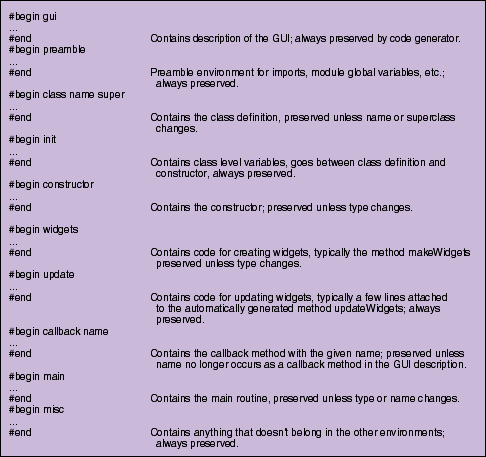 #begin gui
...
#end Contains description of the GUI; always preserved by code generator.
#begin preamble
...
#end Preamble environment for imports, module global variables, etc.;
always preserved.
#begin class name super
...
#end Contains the class definition, preserved unless name or superclass
changes.
#begin init
...
#end Contains class level variables, goes between class definition and
constructor, always preserved.
#begin constructor
...
#end Contains the constructor; preserved unless type changes.
#begin widgets
...
#end Contains code for creating widgets, typically the method makeWidgets
preserved unless type changes.
#begin update
...
#end Contains code for updating widgets, typically a few lines attached
to the automatically generated method updateWidgets; always
preserved.
#begin callback name
...
#end Contains the callback method with the given name; preserved unless
name no longer occurs as a callback method in the GUI description.
#begin main
...
#end Contains the main routine, preserved unless type or name changes.
#begin misc
...
#end Contains anything that doesn't belong in the other environments;
always preserved.